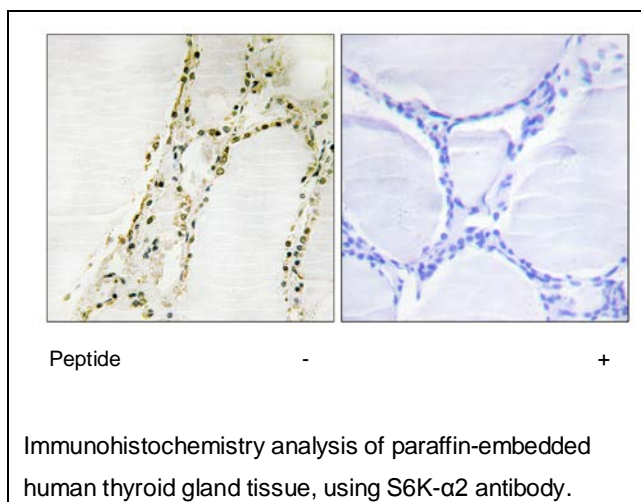 Peptide - +
Immunohistochemistry analysis of paraffin-embedded
human thyroid gland tissue, using S6K-α2 antibody.